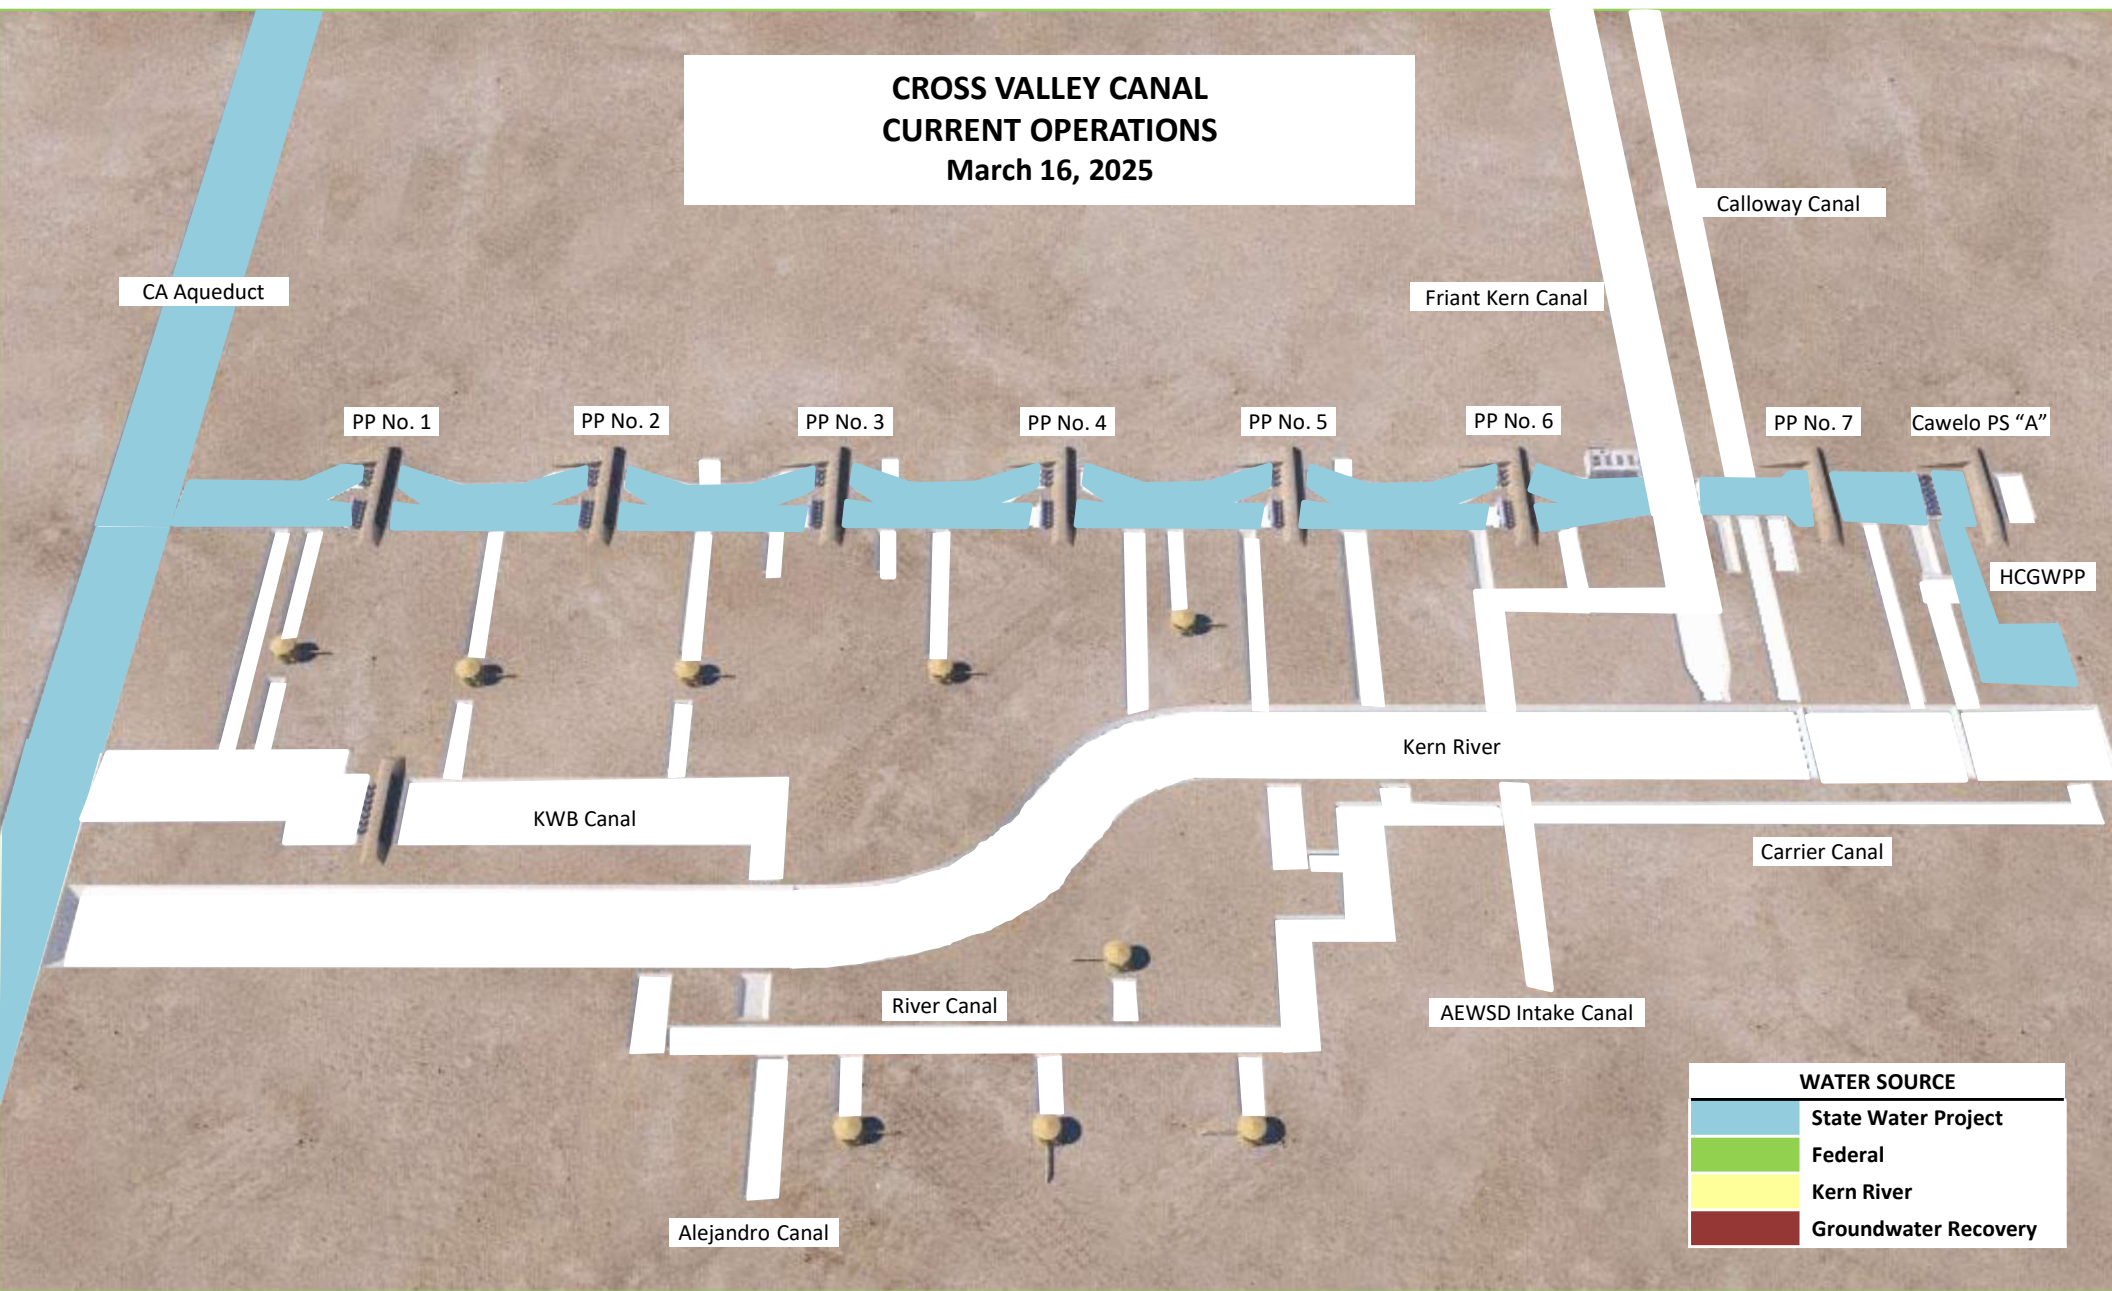 CROSS VALLEY CANAL
CURRENT OPERATIONS
March 16, 2025
Calloway Canal
CA Aqueduct
Friant Kern Canal
PP No. 1
PP No. 2
PP No. 3
PP No. 4
PP No. 5
PP No. 6
PP No. 7
Cawelo PS “A”
HCGWPP
Kern River
KWB Canal
Carrier Canal
River Canal
AEWSD Intake Canal
Alejandro Canal
WATER SOURCE
State Water Project
Federal
Kern River
Groundwater Recovery